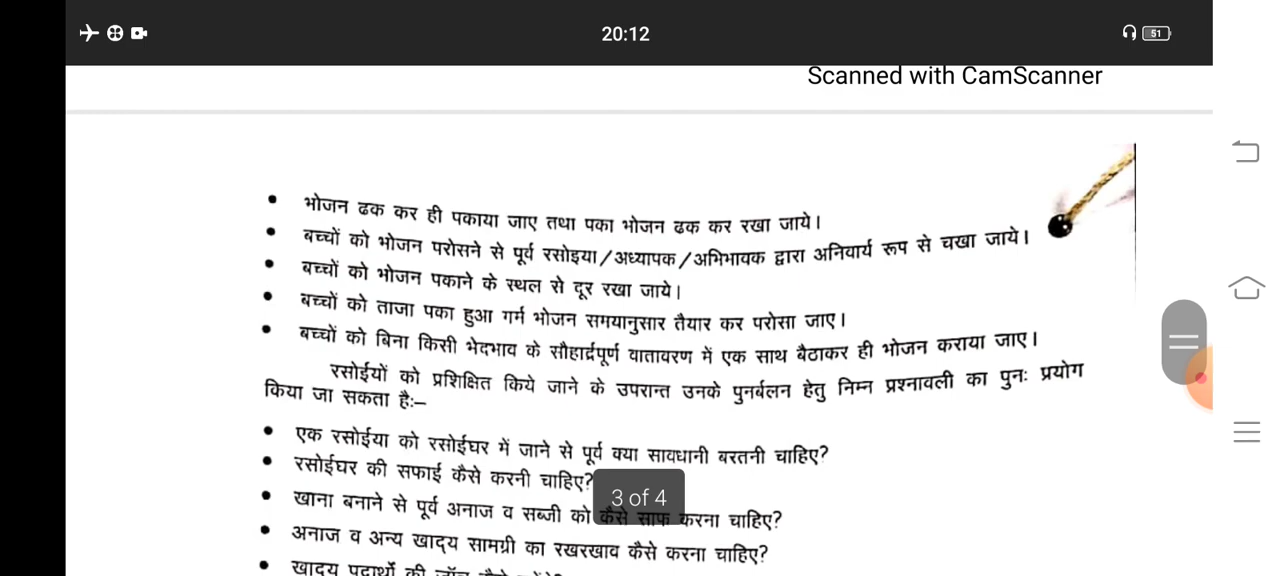 20:12
51
Scanned with CamScanner
• भोजन ढक कर ही पकाया जाए तथा पका भोजन ढक कर रखा जाये।
• बच्चों को भोजन परोसने से पूर्व रसोइया/अध्यापक/अभिभावक द्वारा अनिवार्य रूप से चखा जाये।
• बच्चों को भोजन पकाने के स्थल से दूर रखा जाये।
• बच्चों को ताजा पका हुआ गर्म भोजन समयानुसार तैयार कर परोसा जाए।
• बच्चों को बिना किसी भेदभाव के सौहार्द्रपूर्ण वातावरण में एक साथ बैठाकर ही भोजन कराया जाए।
रसोईयों को प्रशिक्षित किये जाने के उपरान्त उनके पुनर्बलन हेतु निम्न प्रश्नावली का पुनः प्रयोग
किया जा सकता हैः–
• एक रसोईया को रसोईघर में जाने से पूर्व क्या सावधानी बरतनी चाहिए?
• रसोईघर की सफाई कैसे करनी चाहिए?
3 of 4
• खाना बनाने से पूर्व अनाज व सब्जी को कैसे साफ करना चाहिए?
• अनाज व अन्य खाद्य सामग्री का रखरखाव कैसे करना चाहिए?
• खाद्य पदार्थों की